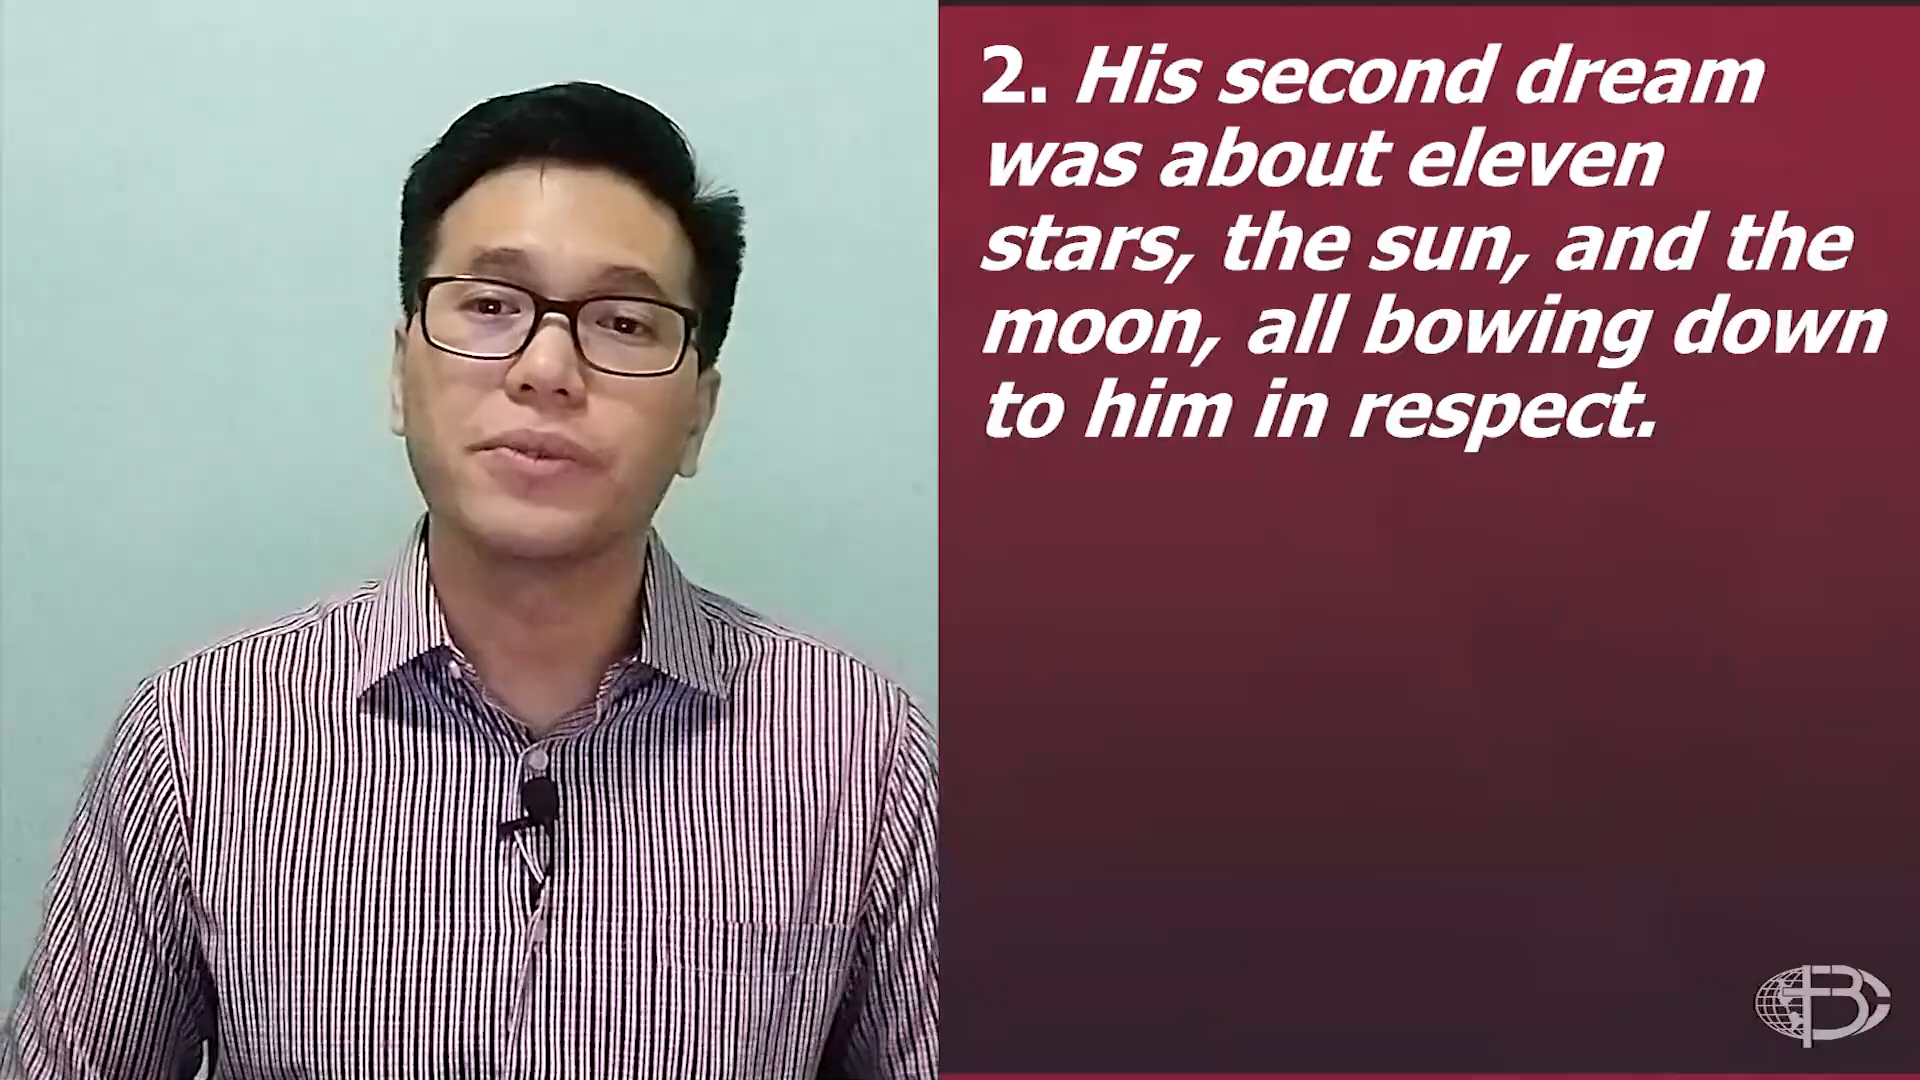 2. His second dream
was about eleven
stars, the sun, and the
moon, all bowing down
to him in respect.
FBC